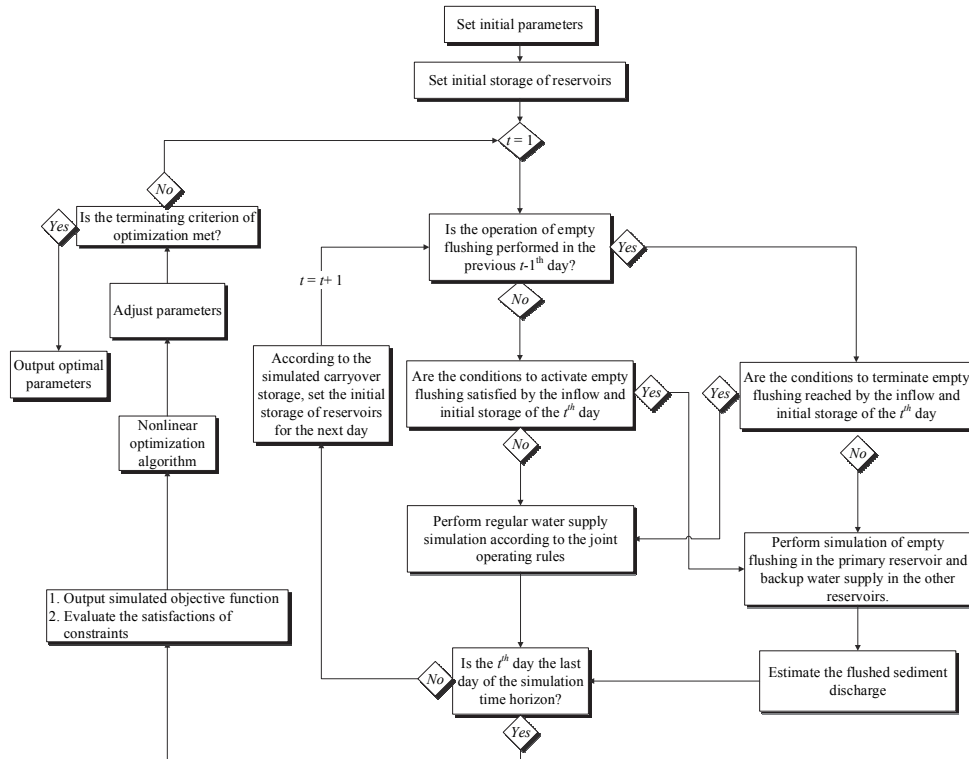 Set initial parameters
Set initial storage of reservoirs
t = 1
No
Yes
Is the terminating criterion of
optimization met?
Is the operation of empty
flushing performed in the
previous t-1th day?
Yes
t = t+ 1
No
Adjust parameters
Output optimal
parameters
According to the
simulated carryover
storage, set the initial
storage of reservoirs
for the next day
Are the conditions to activate empty
flushing satisfied by the inflow and
initial storage of the tth day
Yes
Yes
Are the conditions to terminate empty
flushing reached by the inflow and
initial storage of the tth day
Nonlinear
optimization
algorithm
No
No
Perform regular water supply
simulation according to the joint
operating rules
Perform simulation of empty
flushing in the primary reservoir and
backup water supply in the other
reservoirs.
1. Output simulated objective function
2. Evaluate the satisfactions of
constraints
Is the tth day the last
day of the simulation
time horizon?
No
Estimate the flushed sediment
discharge
Yes